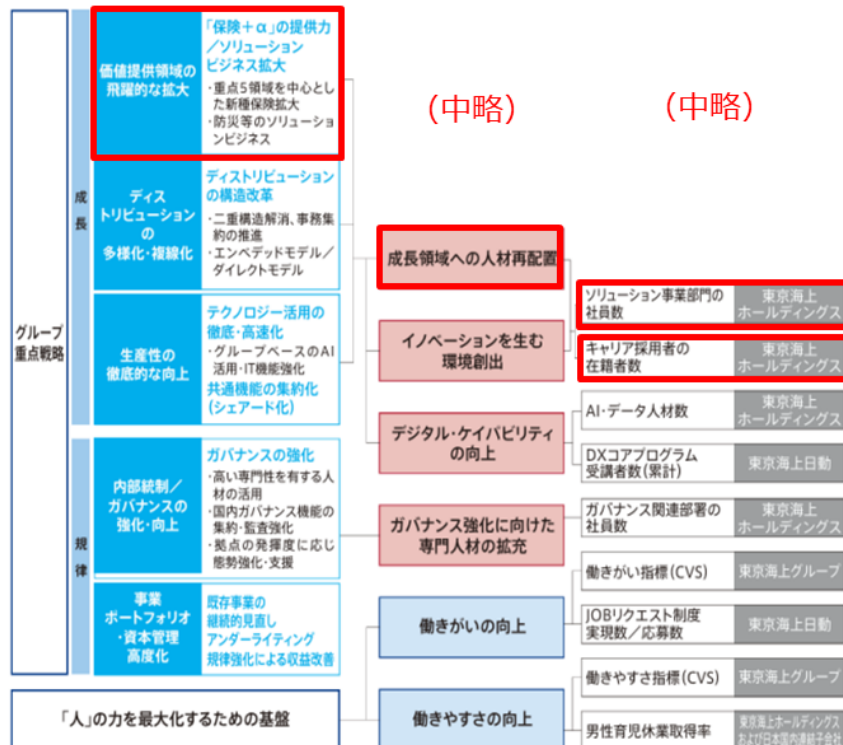 グループ
重点戦略
成長
価値提供領域の
飛躍的な拡大
「保険+α」の提供力
／ソリューション
ビジネス拡大
・重点5領域を中心とし
た新種保険拡大
・防災等のソリューショ
ンビジネス
ディス
トリビューション
の
多様化・複線化
ディストリビューション
の構造改革
・二重構造解消、事務集
約の推進
・エンベデッドモデル／
ダイレクトモデル
生産性の
徹底的な向上
テクノロジー活用の
徹底・高速化
・グループベースのAI
活用・IT機能強化
共通機能の集約化
(シェアード化)
規律
内部統制／
ガバナンスの
強化・向上
ガバナンスの強化
・高い専門性を有する人
材の活用
・国内ガバナンス機能の
集約・監査強化
・拠点の発揮度に応じ
態勢強化・支援
事業
ポートフォリオ
・資本管理
高度化
既存事業の
継続的見直し
アンダーライティング
規律強化による収益改善
「人」の力を最大化するための基盤
（中略）
成長領域への人材再配置
イノベーションを生む
環境創出
デジタル・ケイパビリティ
の向上
ガバナンス強化に向けた
専門人材の拡充
働きがいの向上
働きやすさの向上
（中略）
ソリューション事業部門の
社員数
東京海上
ホールディングス
キャリア採用者の
在籍者数
東京海上
ホールディングス
AI・データ人材数
東京海上
ホールディングス
DXコアプログラム
受講者数(累計)
東京海上日動
ガバナンス関連部署の
社員数
東京海上
ホールディングス
働きがい指標(CVS)
東京海上グループ
JOBリクエスト制度
実現数／応募数
東京海上日動
働きやすさ指標(CVS)
東京海上グループ
男性育児休業取得率
東京海上ホールディングス
および日本国内連結子会社